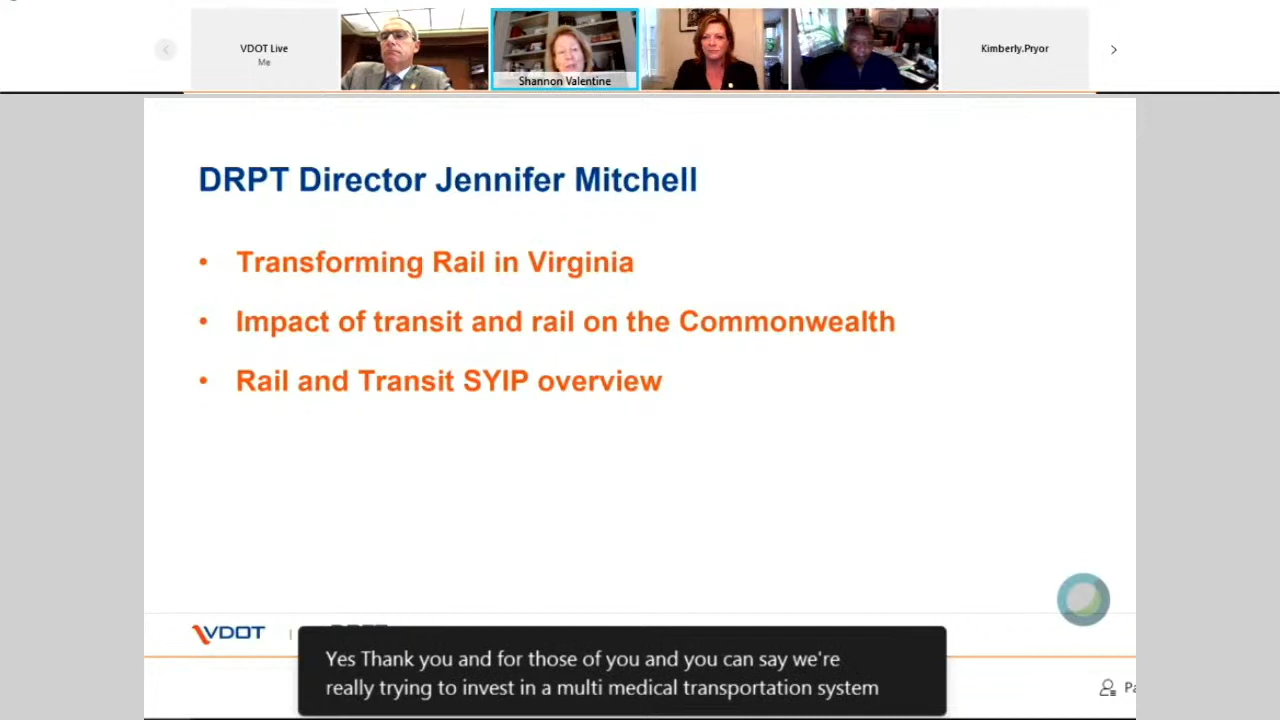 VDOT Live
Me
Shannon Valentine
Kimberly.Pryor
DRPT Director Jennifer Mitchell
• Transforming Rail in Virginia
• Impact of transit and rail on the Commonwealth
• Rail and Transit SYIP overview
VDOT
Yes Thank you and for those of you and you can say we're
really trying to invest in a multi medical transportation system